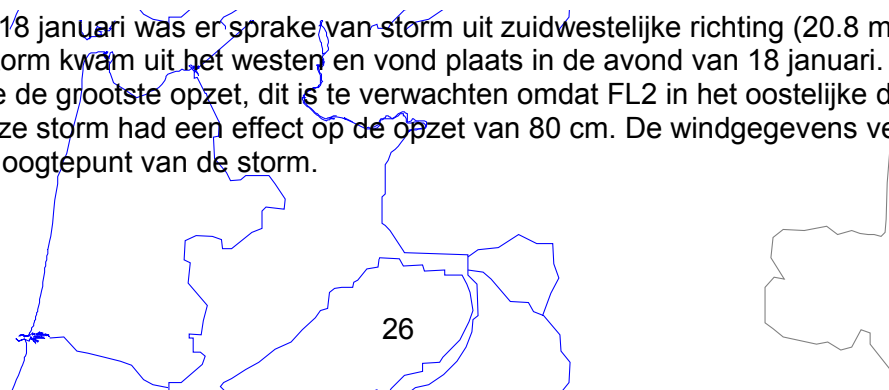 18 januari was er sprake van storm uit zuidwestelijke richting (20.8 m
orm kwam uit het westen en vond plaats in de avond van 18 januari.
e de grootste opzet, dit is te verwachten omdat FL2 in het oostelijke d
ze storm had een effect op de opzet van 80 cm. De windgegevens ve
oogtepunt van de storm.
26